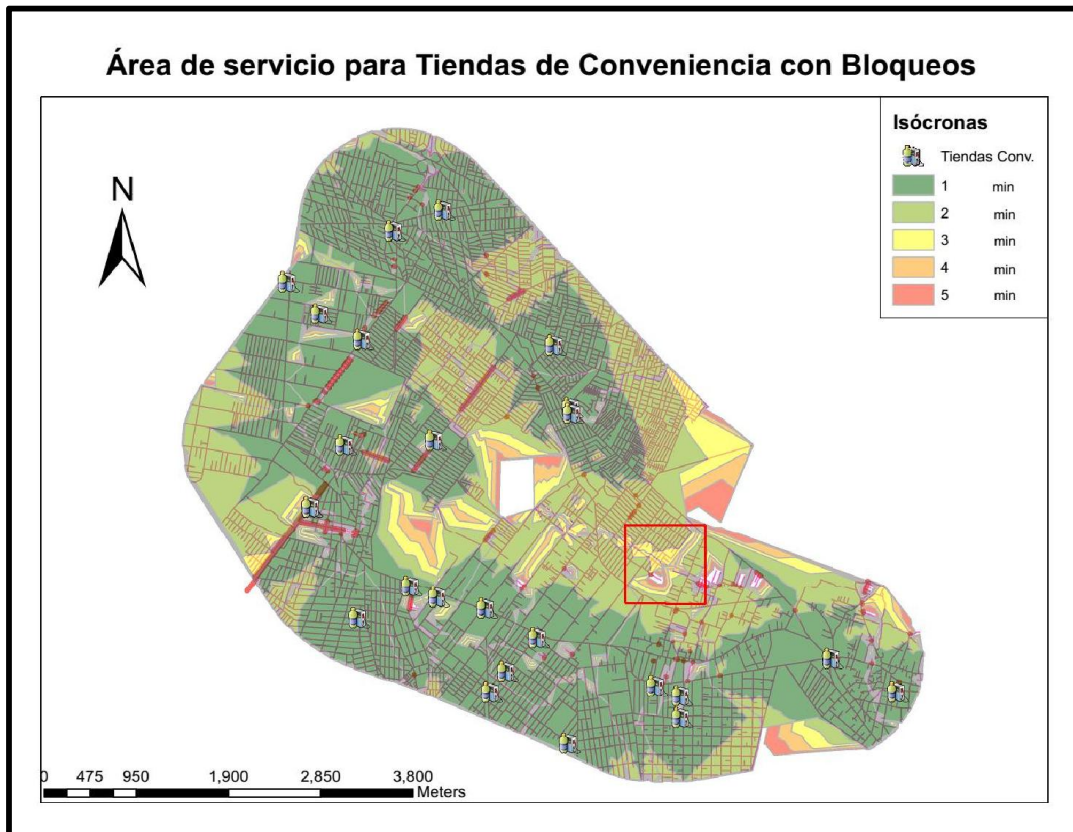 Área de servicio para Tiendas de Conveniencia con Bloqueos
Isócronas
Tiendas Conv.
1 min
2 min
3 min
4 min
5 min
N
0 475 950 1,900 2,850 3,800
Meters